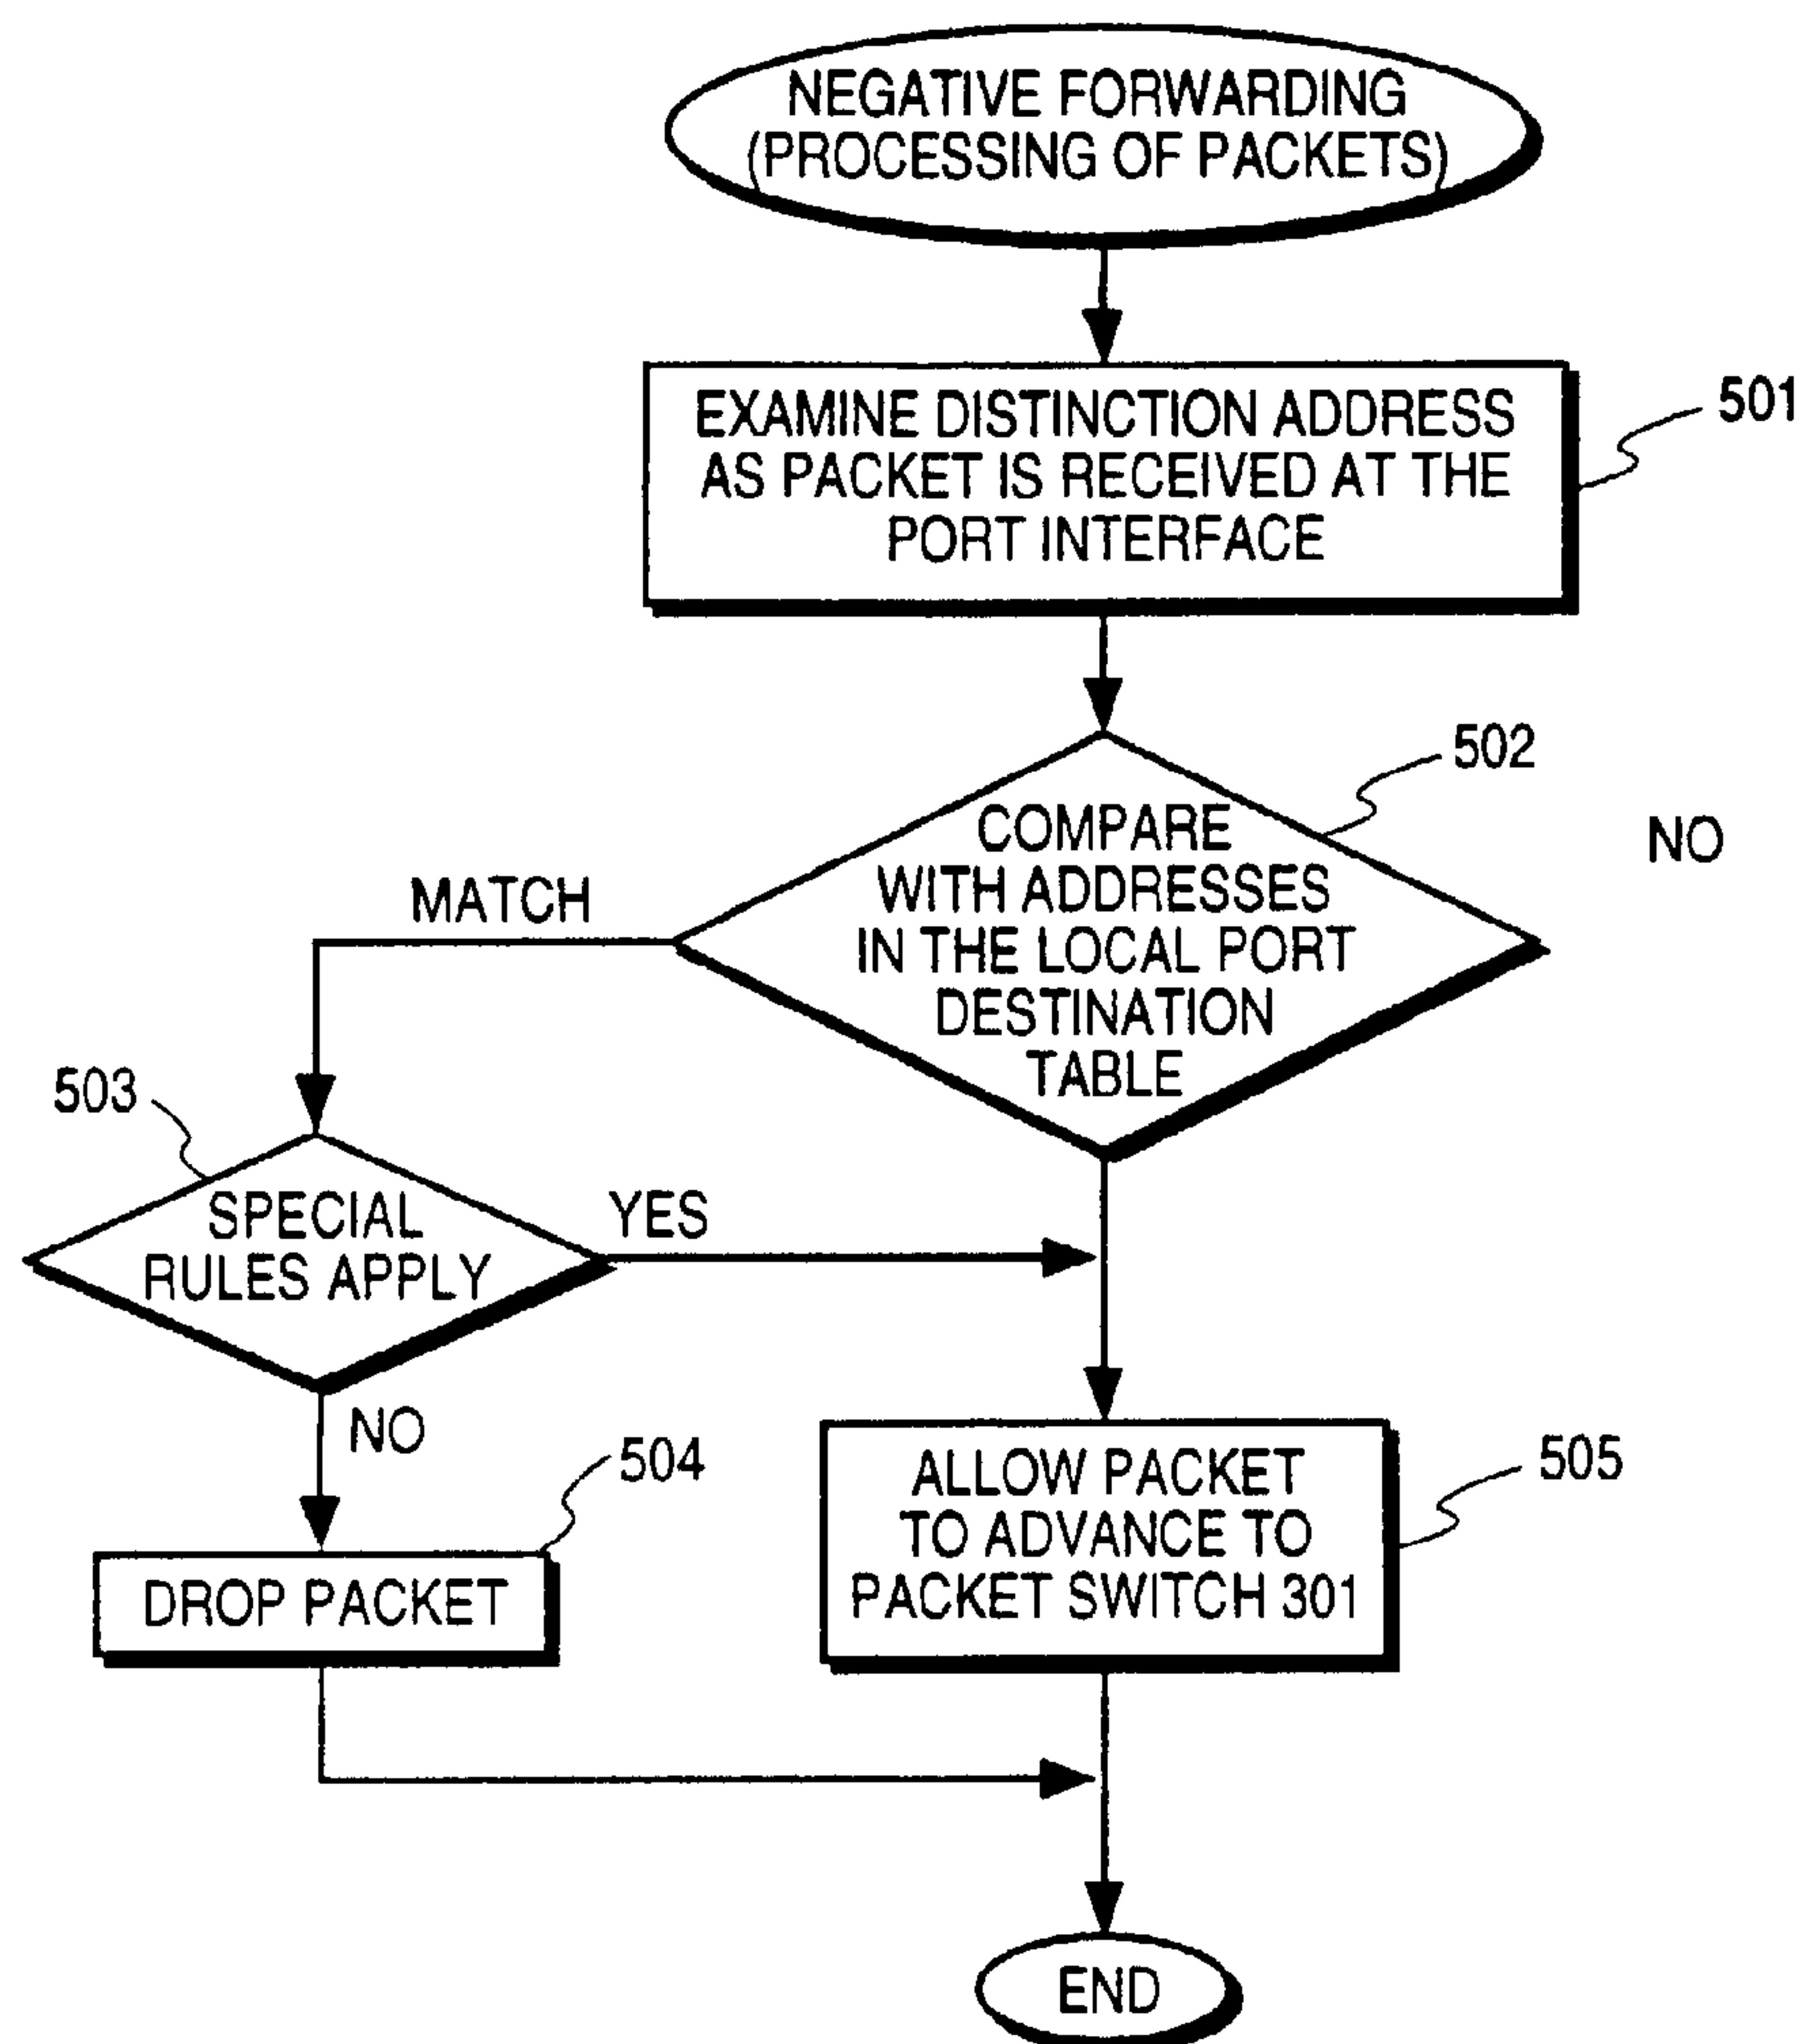 NEGATIVE FORWARDING
(PROCESSING OF PACKETS)
EXAMINE DISTINCTION ADDRESS
AS PACKET IS RECEIVED AT THE
PORT INTERFACE
501
502
COMPARE
WITH ADDRESSES
IN THE LOCAL PORT
DESTINATION
TABLE
NO
MATCH
503
SPECIAL
RULES APPLY
YES
NO
504
DROP PACKET
ALLOW PACKET
TO ADVANCE TO
PACKET SWITCH 301
505
END